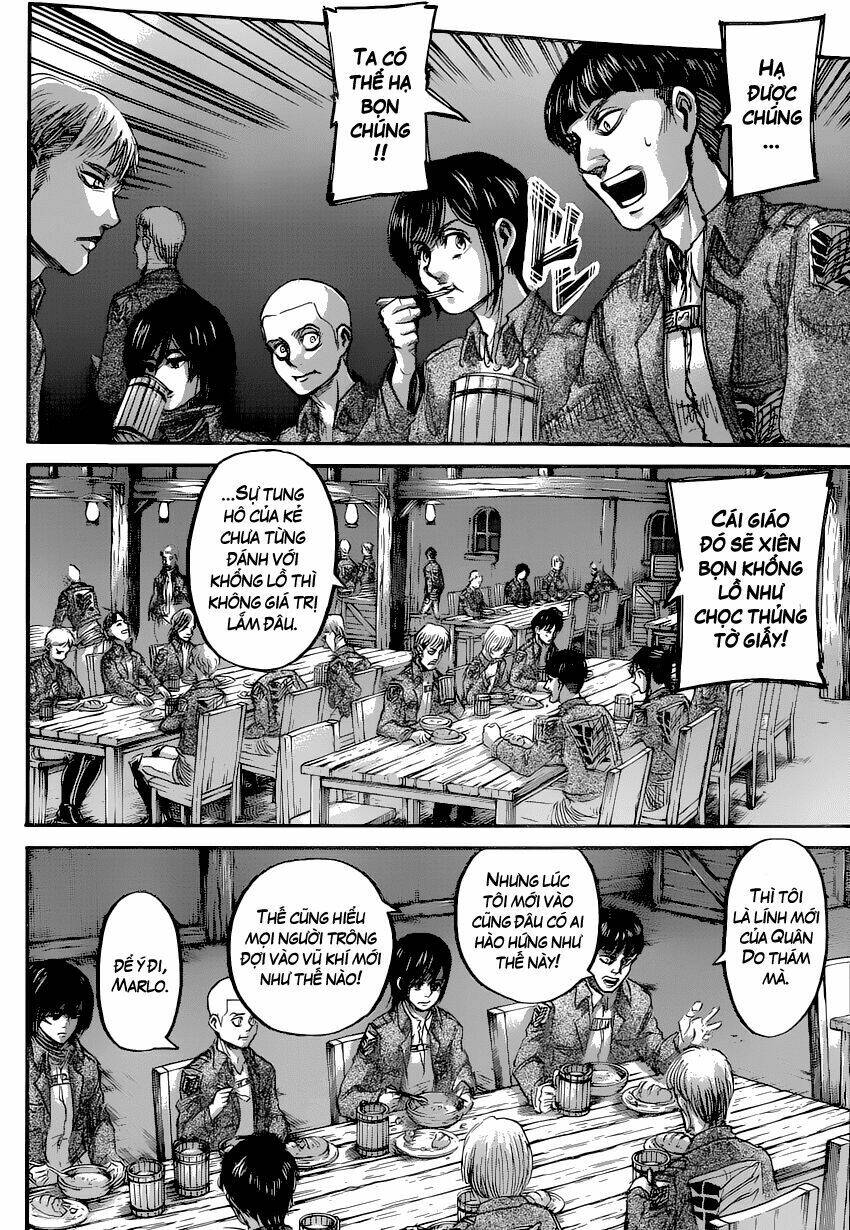 HẠ
ĐƯỢC
CHÚNG
...
TA CÓ
THỂ HẠ
BỌN
CHÚNG
!!
CÁI GIÁO
ĐÓ SẼ XIÊN
BỌN KHỔNG
LỒ NHƯ
CHỌC THỦNG
TỜ GIẤY!
...SỰ TUNG
HÔ CỦA KẺ
CHƯA TỪNG
ĐÁNH VỚI
KHỔNG LỒ THÌ
KHÔNG GIÁ TRỊ
LẮM ĐÂU.
THÌ TÔI
LÀ LÍNH MỚI
CỦA QUÂN
DO THÁM
MÀ.
NHƯNG LÚC
TÔI MỚI VÀO
CŨNG ĐÂU CÓ AI
HÀO HỨNG NHƯ
THẾ NÀY!
THẾ CŨNG HIỂU
MỌI NGƯỜI TRÔNG
ĐỢI VÀO VŨ KHÍ MỚI
NHƯ THẾ NÀO!
ĐỂ Ý ĐI,
MARLO.